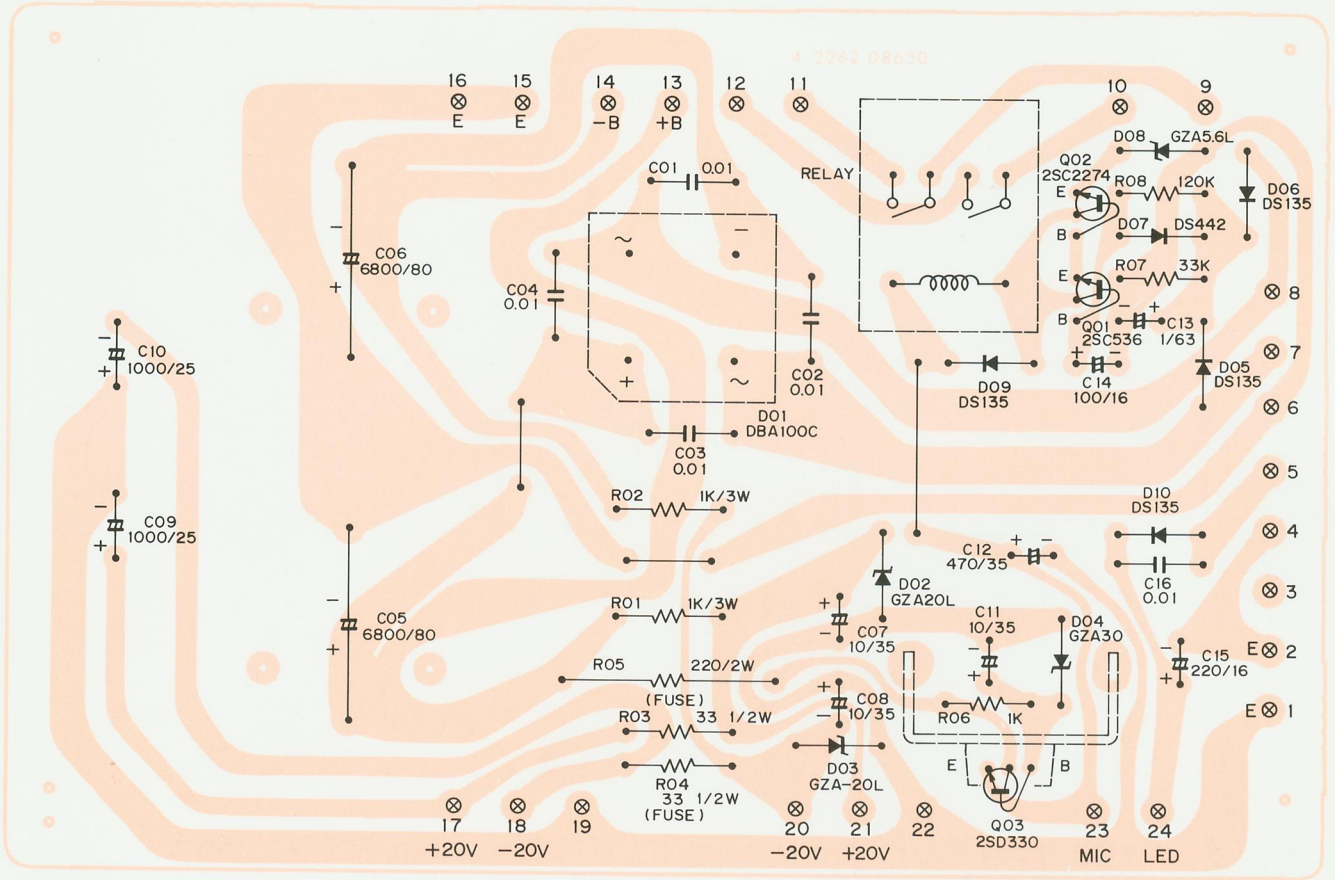 4 2262 08650
16
15
14
13
12
11
10
9
E
E
−B
+B
D08
GZA5.6L
C01
0.01
RELAY
Q02
2SC2274
R08
120K
D06
DS135
E
B
D07
DS442
~
−
−
C06
6800/80
+
E
R07
33K
C04
0.01
8
B
−
+
C13
1/63
Q01
2SC536
−
C10
1000/25
+
7
+
~
C02
0.01
D09
DS135
+
−
C14
100/16
D05
DS135
6
D01
DBA100C
C03
0.01
5
R02
1K/3W
D10
DS135
−
C09
1000/25
+
4
C12
470/35
+
−
D02
GZA20L
C16
0.01
3
−
C05
6800/80
+
R01
1K/3W
+
−
C07
10/35
C11
10/35
−
+
D04
GZA30
E
2
−
C15
220/16
+
R05
220/2W
(FUSE)
+
C08
10/35
−
R06
1K
E
1
R03
33 1/2W
D03
GZA-20L
E
B
R04
33 1/2W
(FUSE)
Q03
2SD330
17
18
19
20
21
22
23
24
+20V
−20V
−20V
+20V
MIC
LED